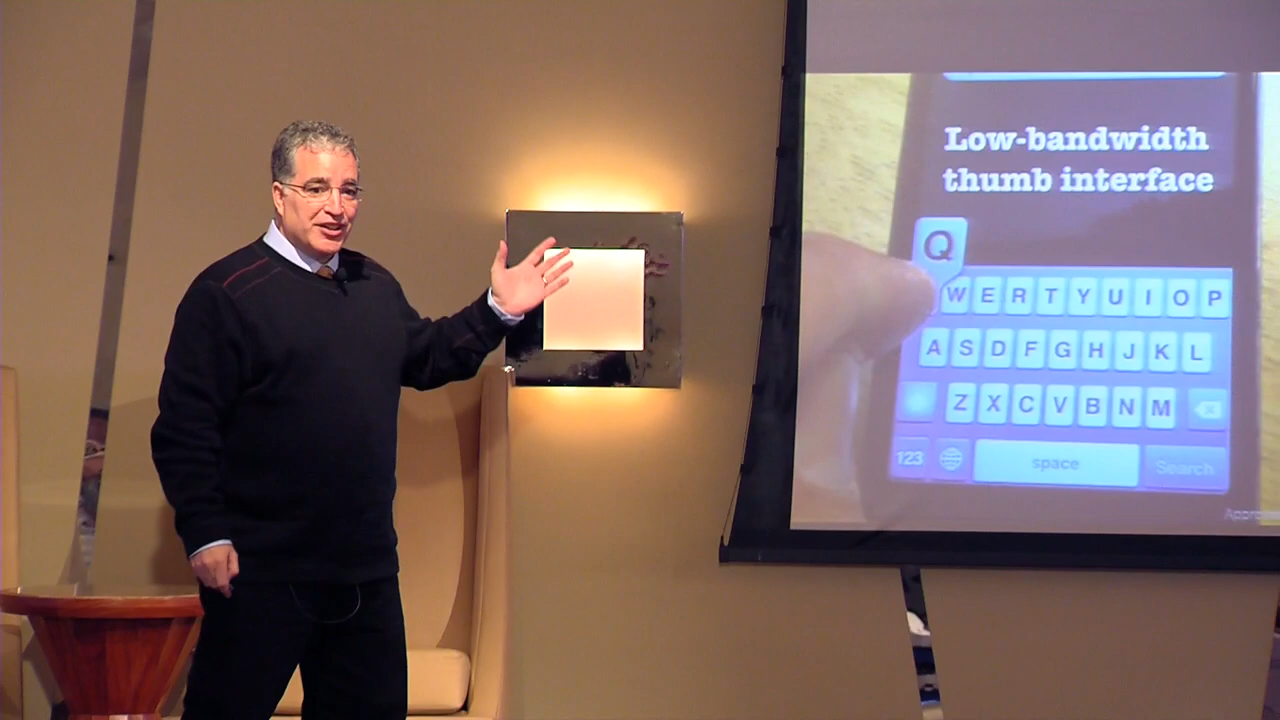 Low-bandwidth
thumb interface
Q
W E R T Y U I O P
A S D F G H J K L
Z X C V B N M
123 space Search